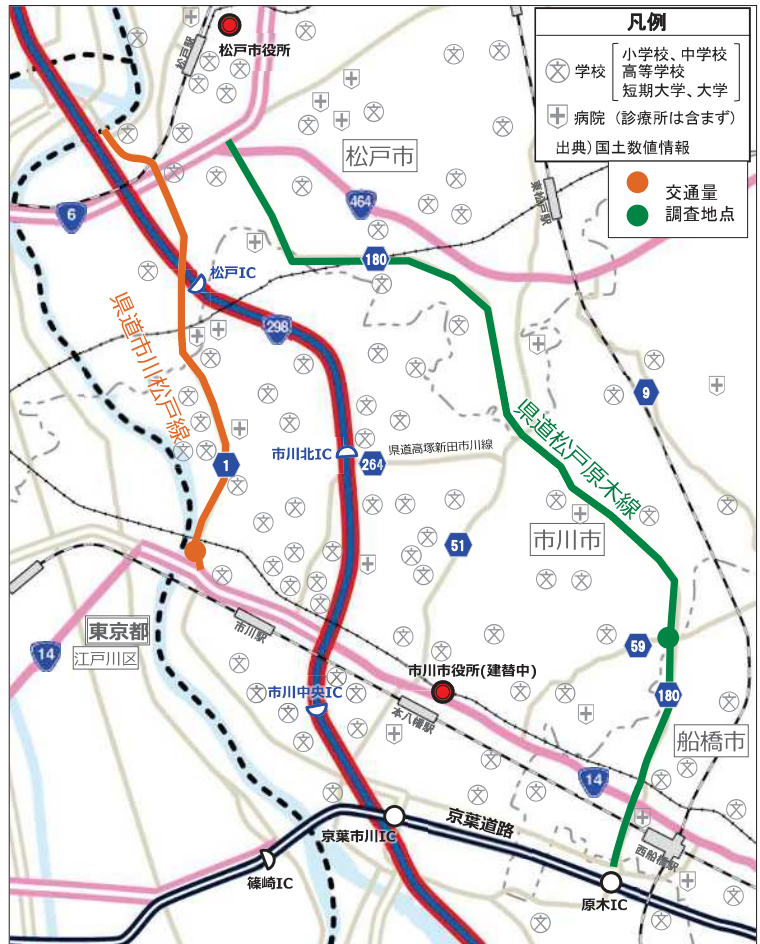 凡例
学校
小学校、中学校
高等学校
短期大学、大学
病院（診療所は含まず）
出典）国土数値情報
交通量
調査地点
松戸駅
松戸市役所
松戸市
東松戸駅
6
464
180
松戸IC
298
県道市川松戸線
9
県道松戸原木線
市川北IC
県道高塚新田市川線
264
1
市川市
51
東京都
江戸川区
14
市川駅
59
市川市役所(建替中)
市川中央IC
本八幡駅
180
船橋市
14
京葉道路
京葉市川IC
西船橋駅
篠崎IC
原木IC